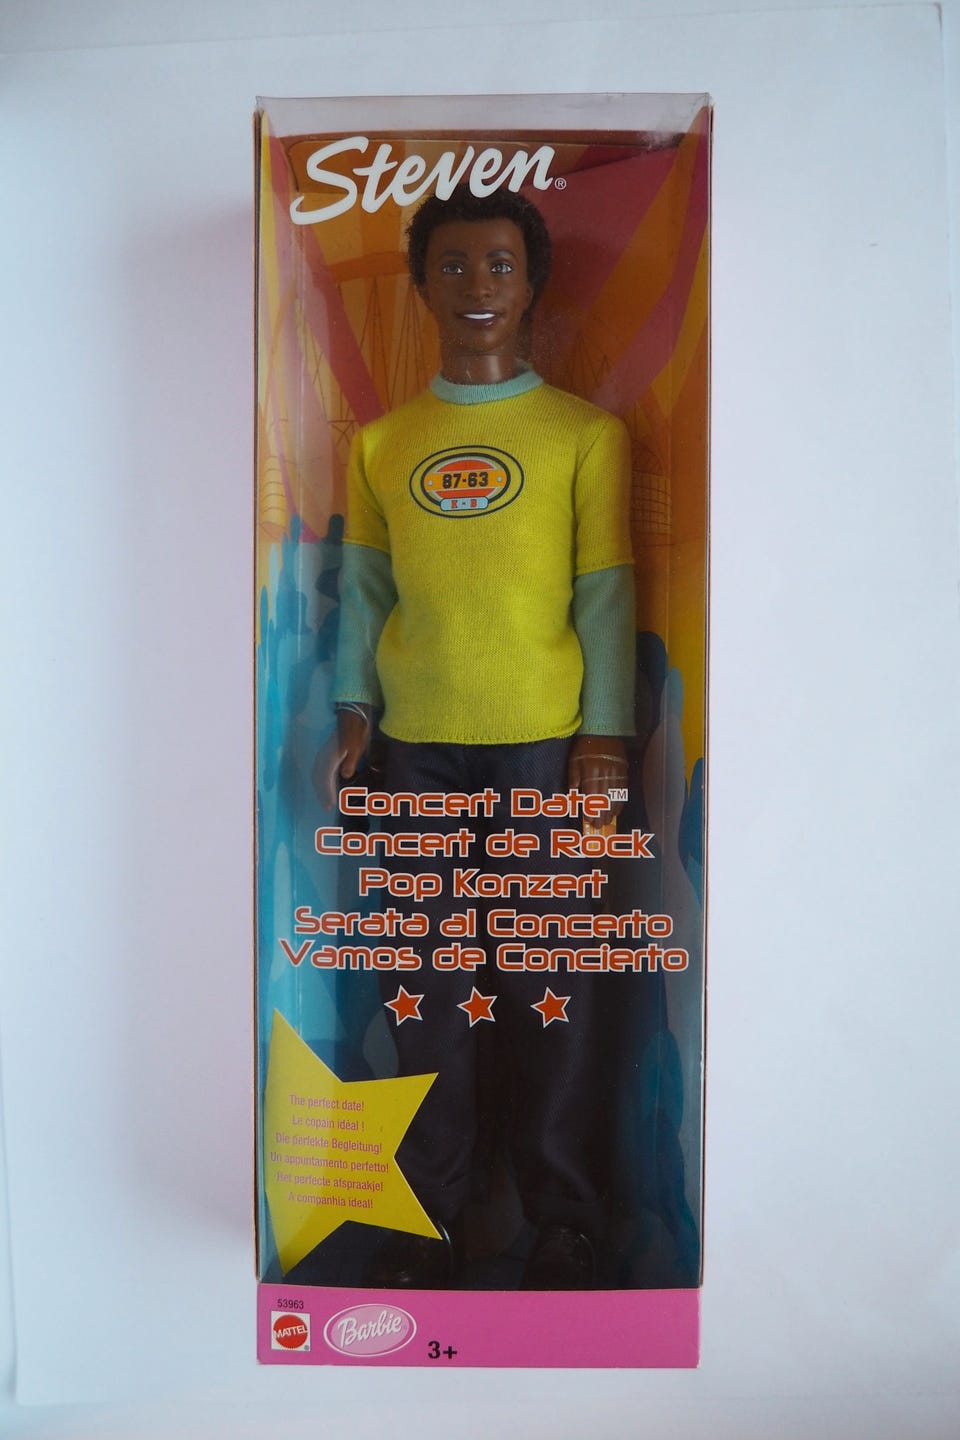 Steven®
87-63
K-B
Concert Date™
Concert de Rock
Pop Konzert
Serata al Concerto
Vamos de Concierto
The perfect date!
Le copain idéal !
Die perfekte Begleitung!
Un appuntamento perfetto!
Het perfecte afspraakje!
A companhia ideal!
53963
MATTEL®
Barbie
3+